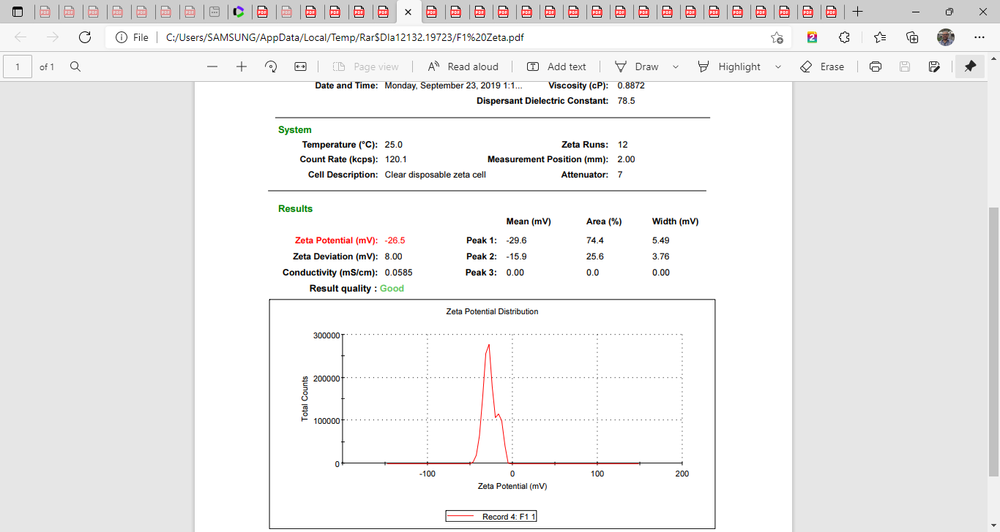 File C:/Users/SAMSUNG/AppData/Local/Temp/Rar$DIa12132.19723/F1%20Zeta.pdf
1 of 1 Page view Read aloud Add text Draw Highlight Erase
Date and Time: Monday, September 23, 2019 1:1... Viscosity (cP): 0.8872
Dispersant Dielectric Constant: 78.5
System
Temperature (°C): 25.0 Zeta Runs: 12
Count Rate (kcps): 120.1 Measurement Position (mm): 2.00
Cell Description: Clear disposable zeta cell Attenuator: 7
Results
Mean (mV) Area (%) Width (mV)
Zeta Potential (mV): -26.5 Peak 1: -29.6 74.4 5.49
Zeta Deviation (mV): 8.00 Peak 2: -15.9 25.6 3.76
Conductivity (mS/cm): 0.0585 Peak 3: 0.00 0.0 0.00
Result quality : Good
Zeta Potential Distribution
300000
200000
100000
0
Total Counts
-100 0 100 200
Zeta Potential (mV)
Record 4: F1 1